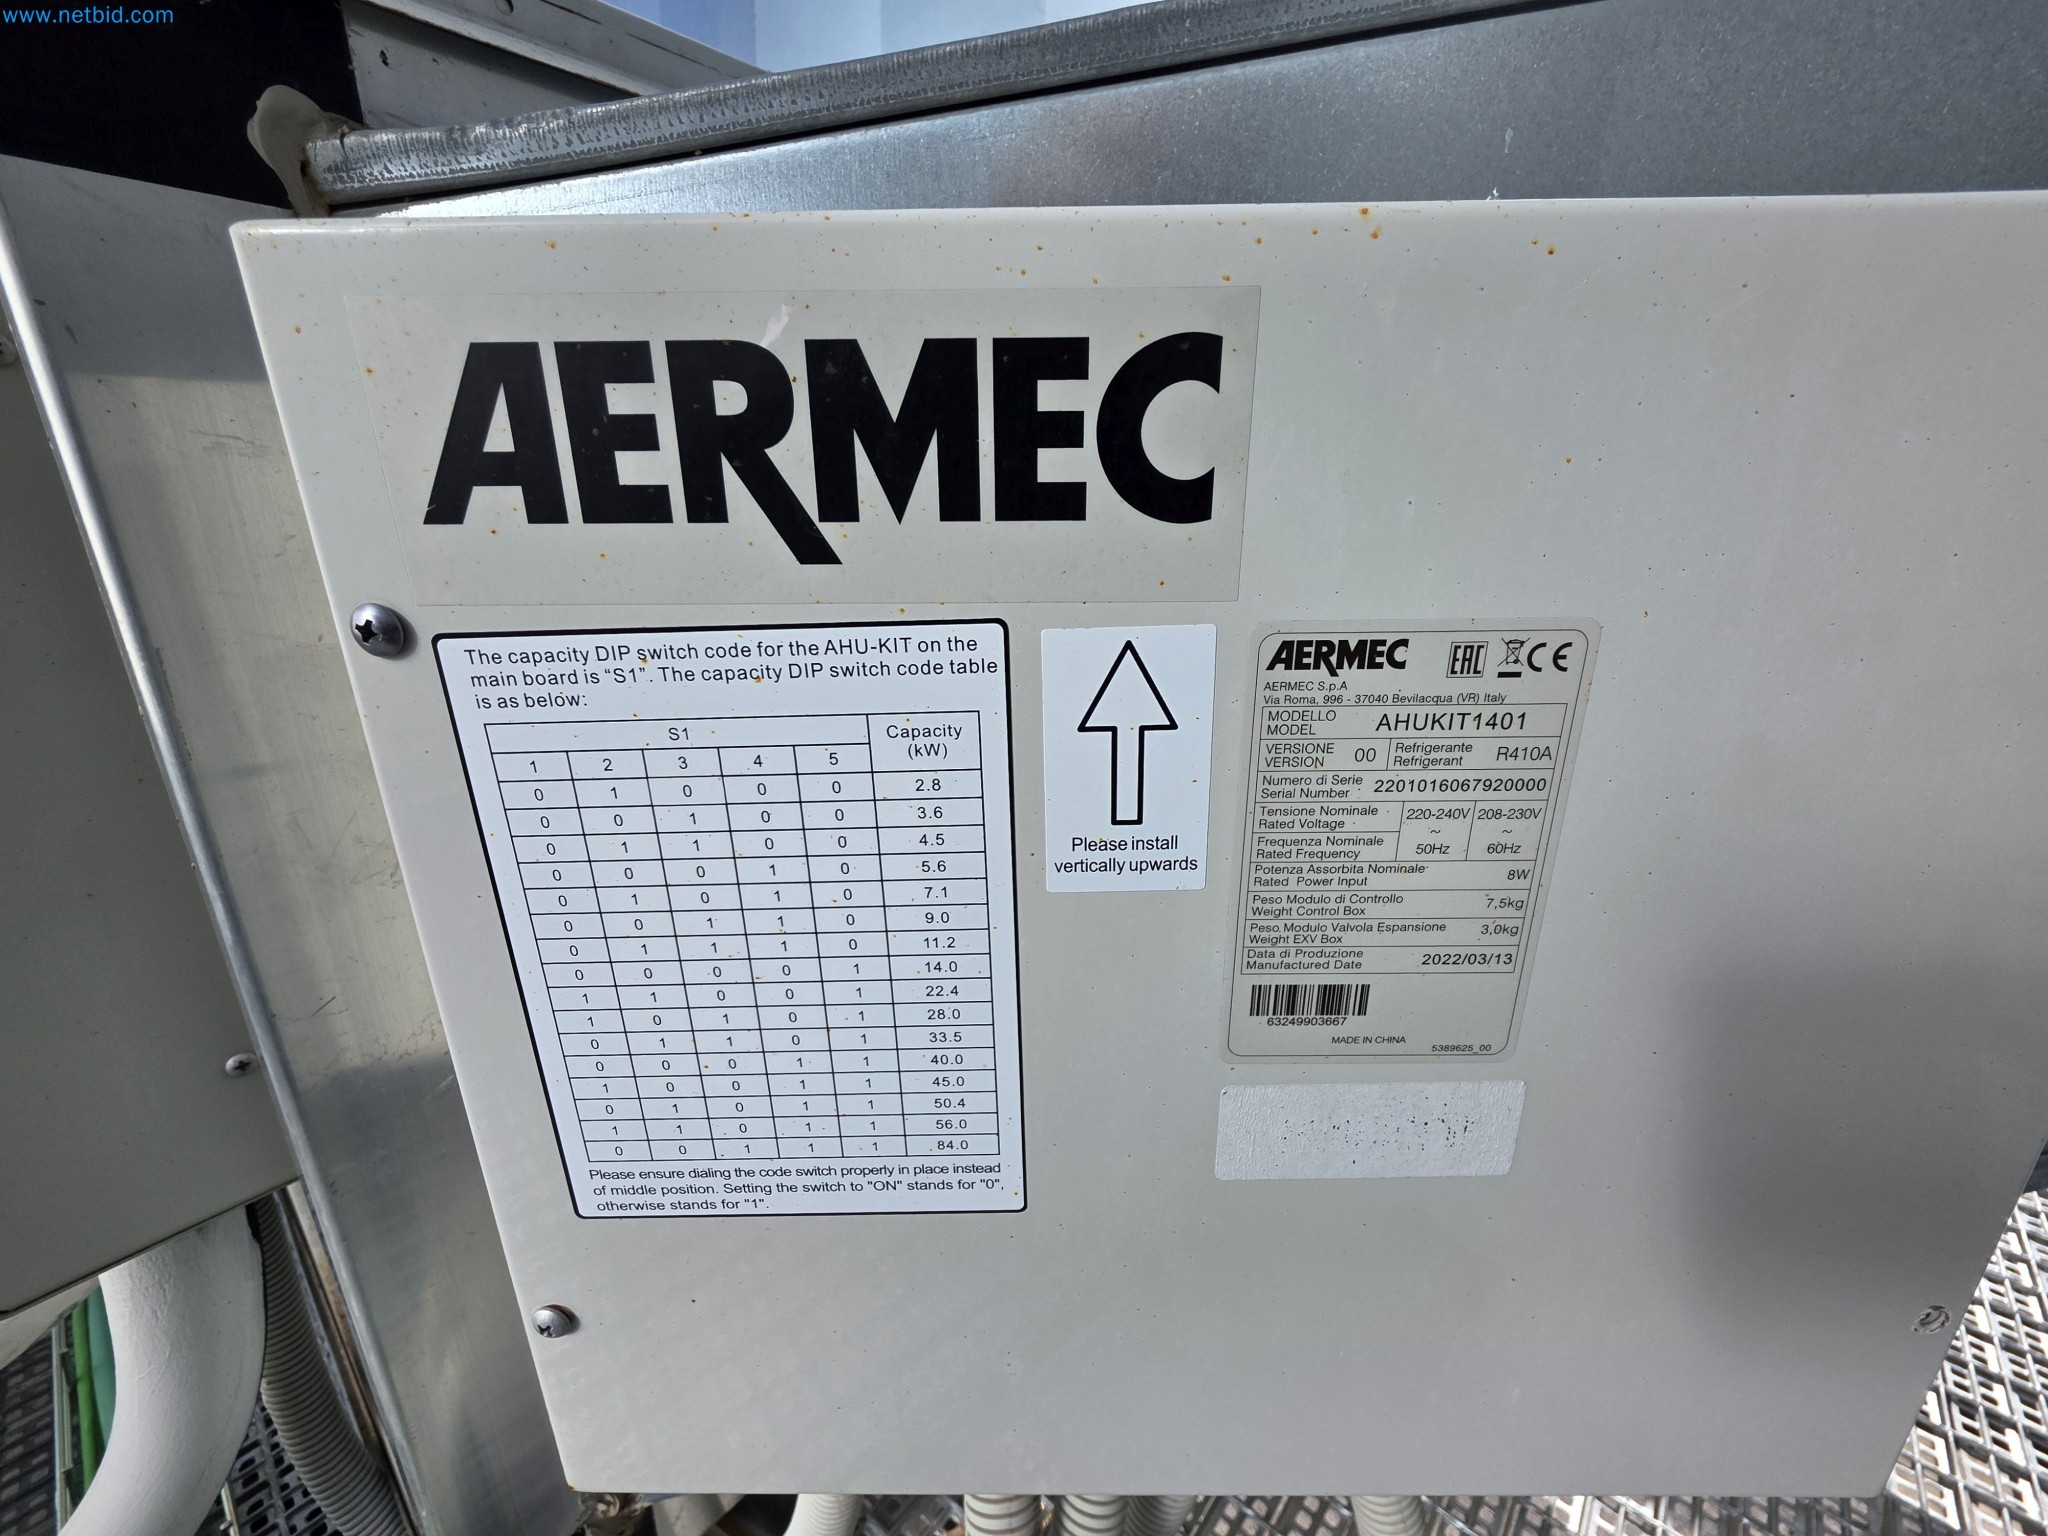 www.netbid.com
AERMEC
The capacity DIP switch code for the AHU-KIT on the
main board is “S1”. The capacity DIP switch code table
is as below:
S1 Capacity (kW)
1 2 3 4 5
0 1 0 0 0 2.8
0 0 1 0 0 3.6
0 1 1 0 0 4.5
0 0 0 1 0 5.6
0 1 0 1 0 7.1
0 0 1 1 0 9.0
0 1 1 1 0 11.2
0 0 0 0 1 14.0
1 1 0 0 1 22.4
1 0 1 0 1 28.0
0 1 1 0 1 33.5
0 0 0 1 1 40.0
1 0 0 1 1 45.0
0 1 0 1 1 50.4
1 1 0 1 1 56.0
0 0 1 1 1 84.0
Please ensure dialing the code switch properly in place instead
of middle position. Setting the switch to "ON" stands for "0",
otherwise stands for "1".
Please install
vertically upwards
AERMEC EAC CE
AERMEC S.p.A
Via Roma, 996 - 37040 Bevilacqua (VR) Italy
MODELLO
MODEL AHUKIT1401
VERSIONE
VERSION 00 Refrigerante
Refrigerant R410A
Numero di Serie
Serial Number 2201016067920000
Tensione Nominale
Rated Voltage 220-240V 208-230V
~ ~
Frequenza Nominale
Rated Frequency 50Hz 60Hz
Potenza Assorbita Nominale
Rated Power Input 8W
Peso Modulo di Controllo
Weight Control Box 7,5kg
Peso Modulo Valvola Espansione
Weight EXV Box 3,0kg
Data di Produzione
Manufactured Date 2022/03/13
63249903667
MADE IN CHINA
5389625_00